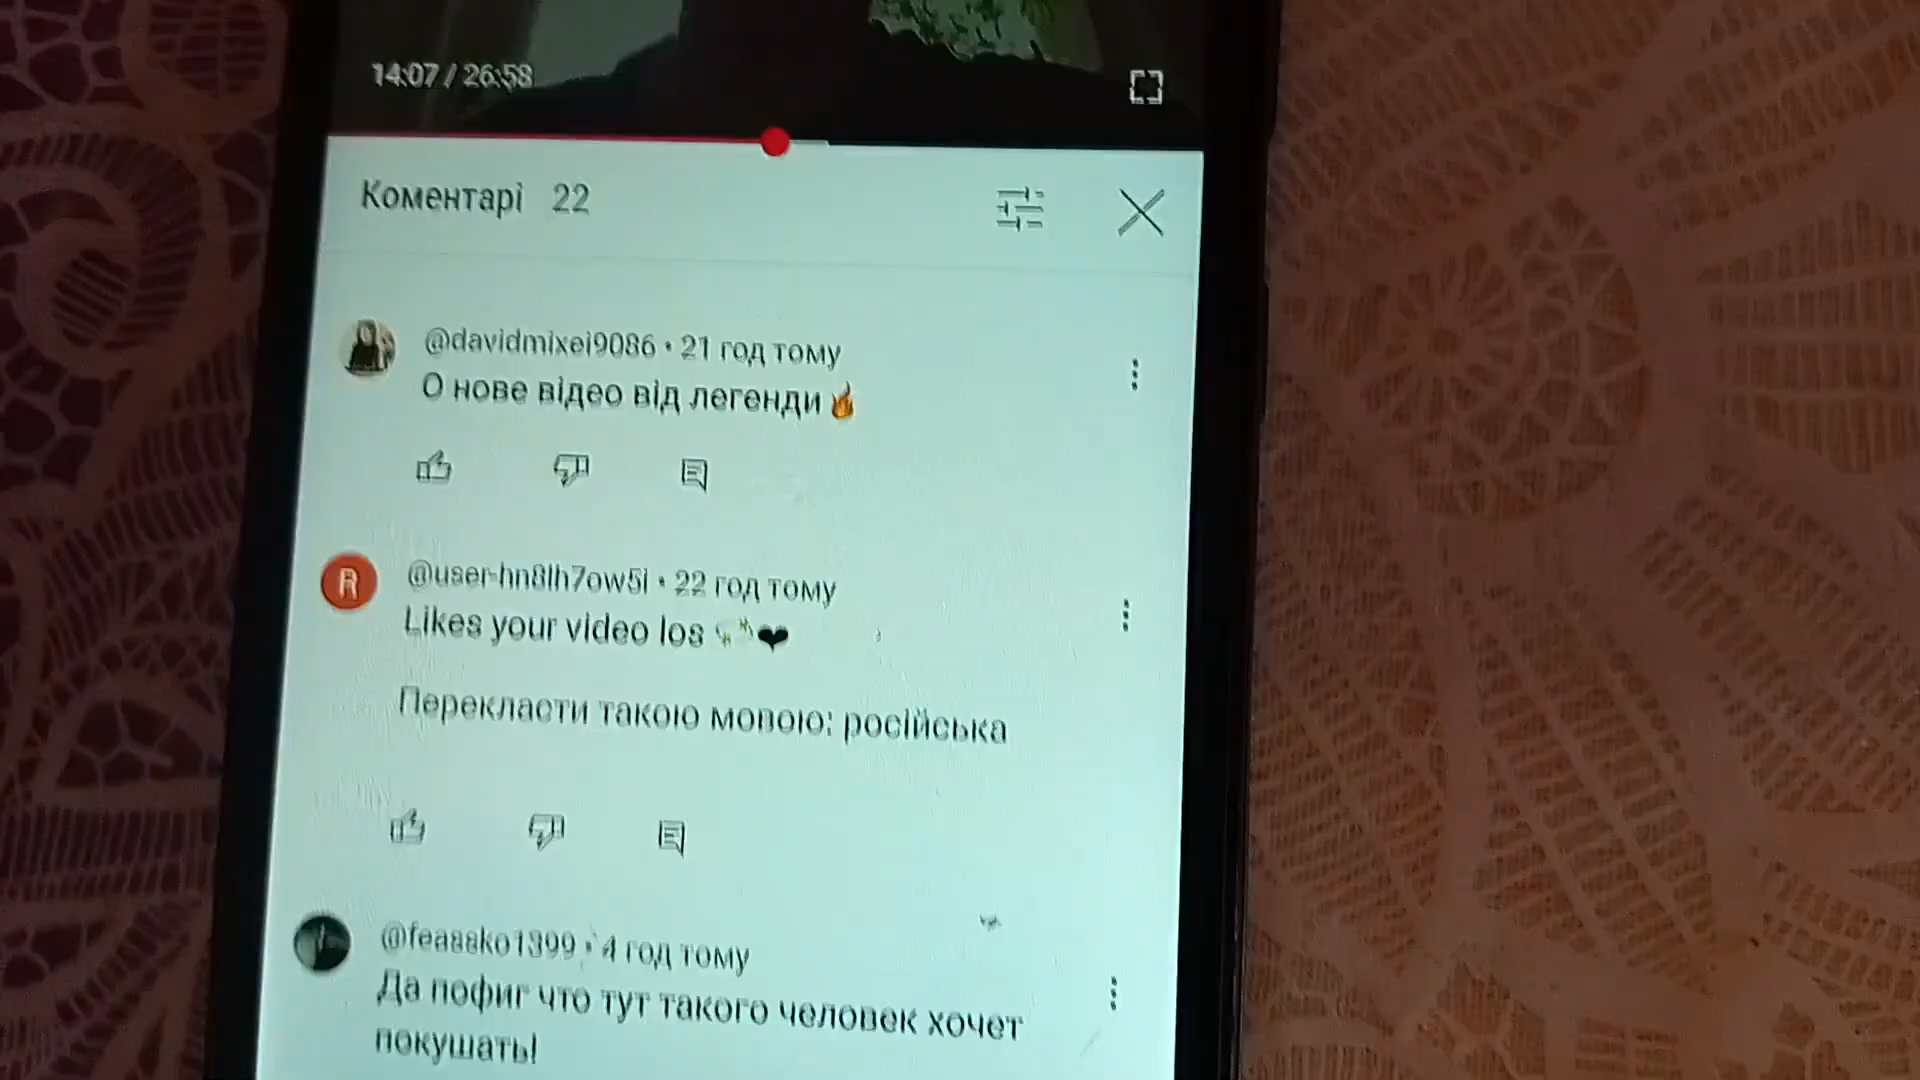 14:07 / 26:58
Коментарі 22
@davidmixei9086 • 21 год тому
О нове відео від легенди🔥
R
@user-hn8lh7ow5i • 22 год тому
Likes your video los
Перекласти такою мовою: російська
4 год тому
Да пофиг что тут такого человек хочет
покушать!